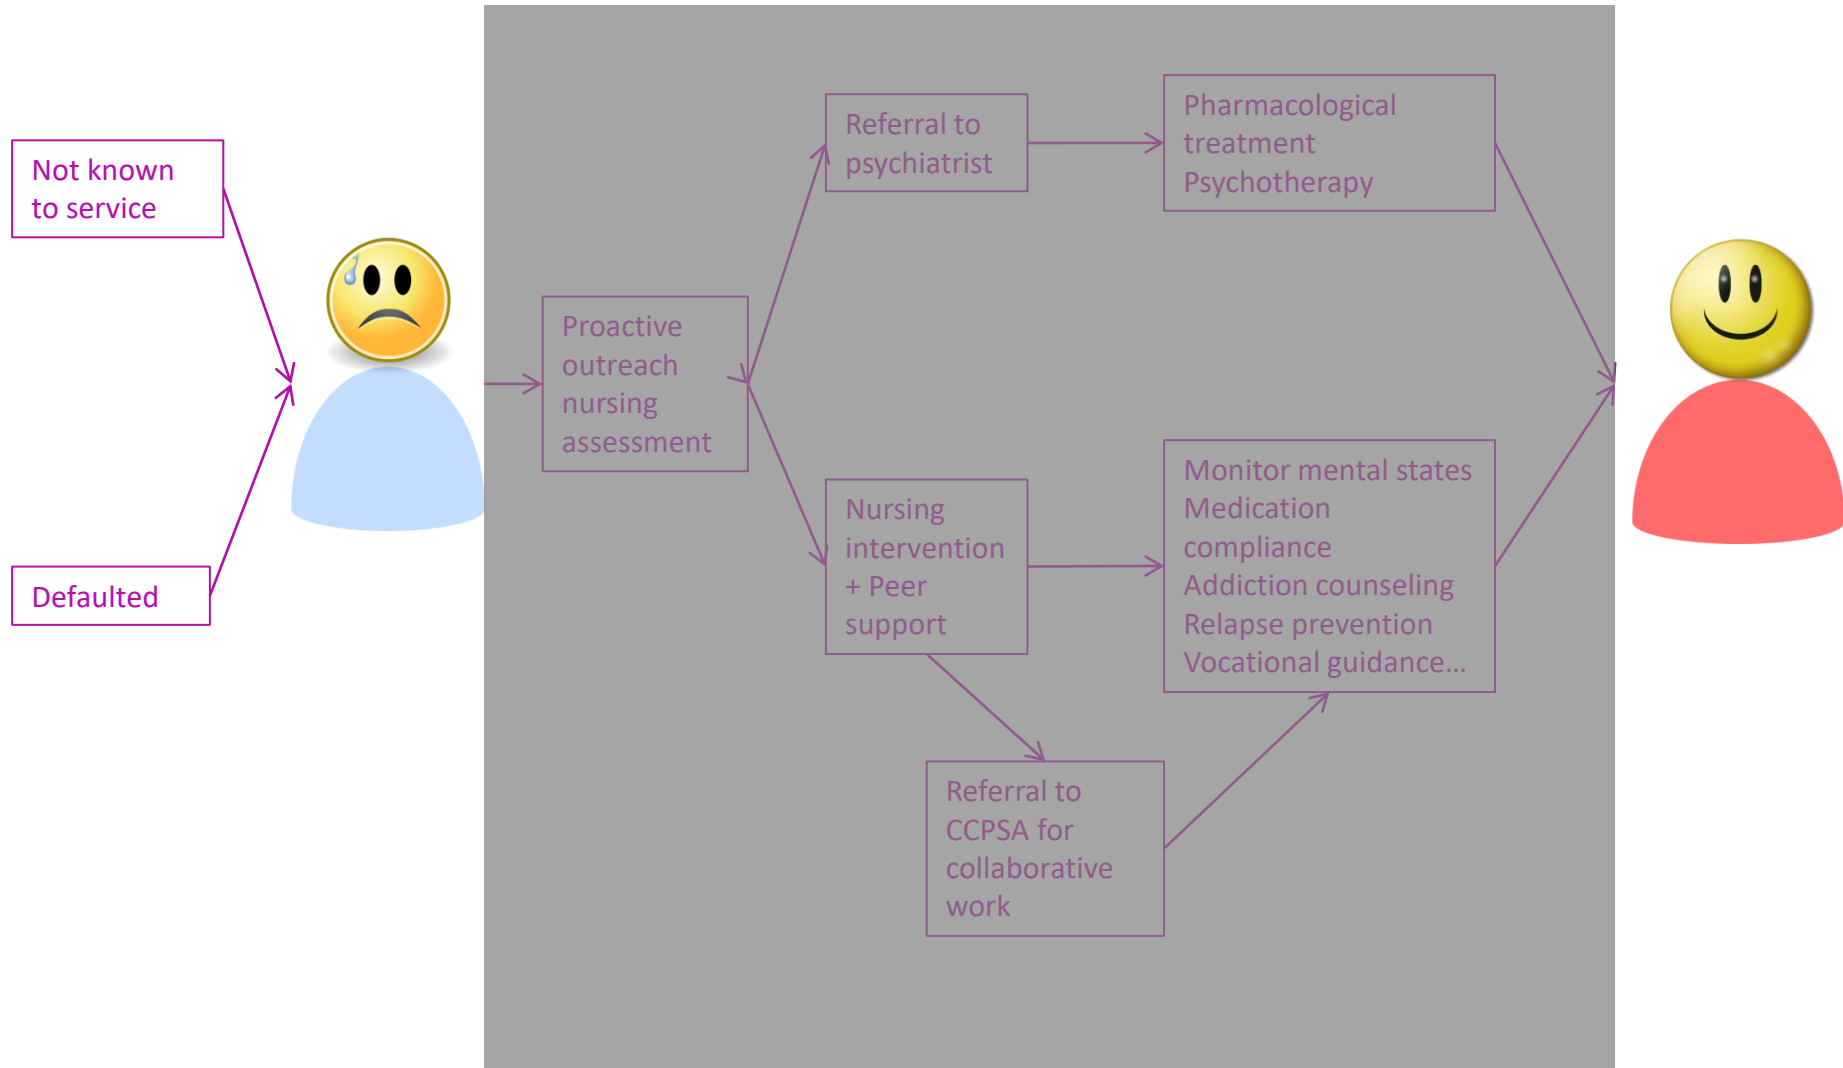 Not known
to service
Defaulted
Proactive
outreach
nursing
assessment
Referral to
psychiatrist
Pharmacological
treatment
Psychotherapy
Nursing
intervention
+ Peer
support
Monitor mental states
Medication
compliance
Addiction counseling
Relapse prevention
Vocational guidance…
Referral to
CCPSA for
collaborative
work